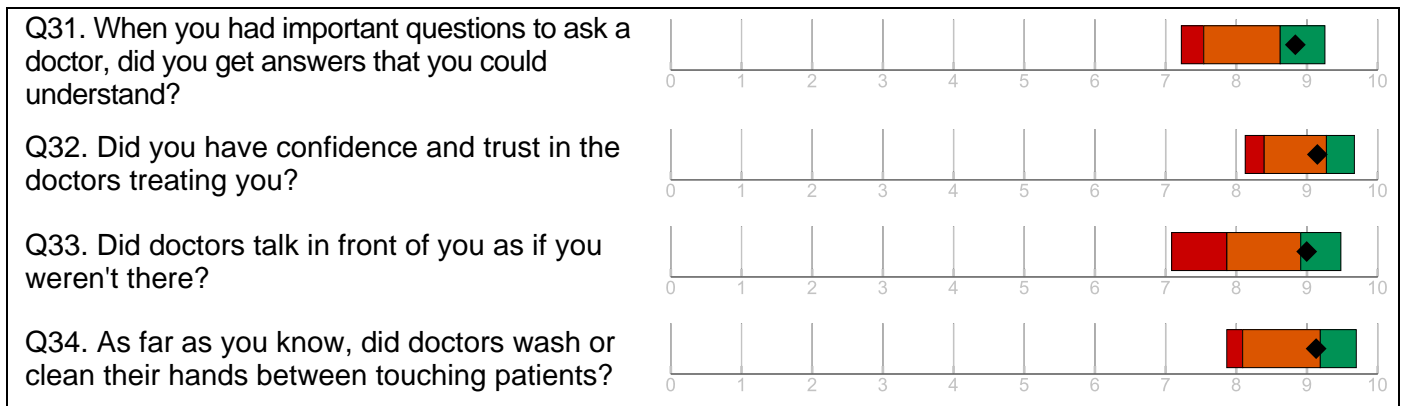 Q31. When you had important questions to ask a
doctor, did you get answers that you could
understand?
0 1 2 3 4 5 6 7 8 9 10
Q32. Did you have confidence and trust in the
doctors treating you?
0 1 2 3 4 5 6 7 8 9 10
Q33. Did doctors talk in front of you as if you
weren't there?
0 1 2 3 4 5 6 7 8 9 10
Q34. As far as you know, did doctors wash or
clean their hands between touching patients?
0 1 2 3 4 5 6 7 8 9 10